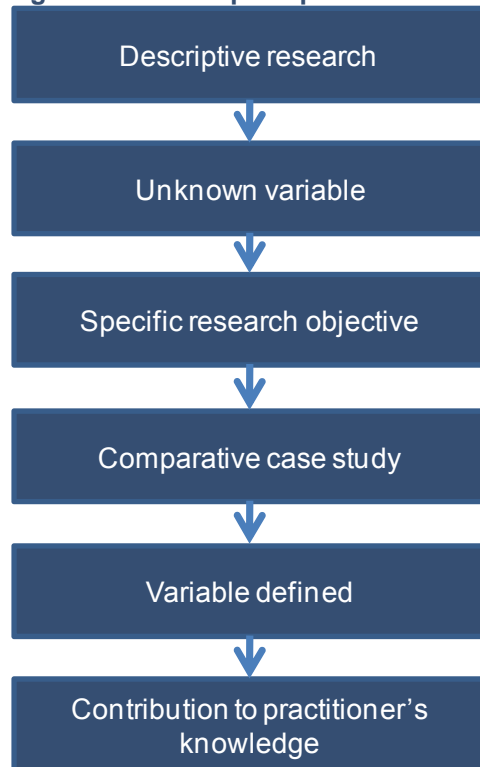 Descriptive research
Unknown variable
Specific research objective
Comparative case study
Variable defined
Contribution to practitioner's
knowledge